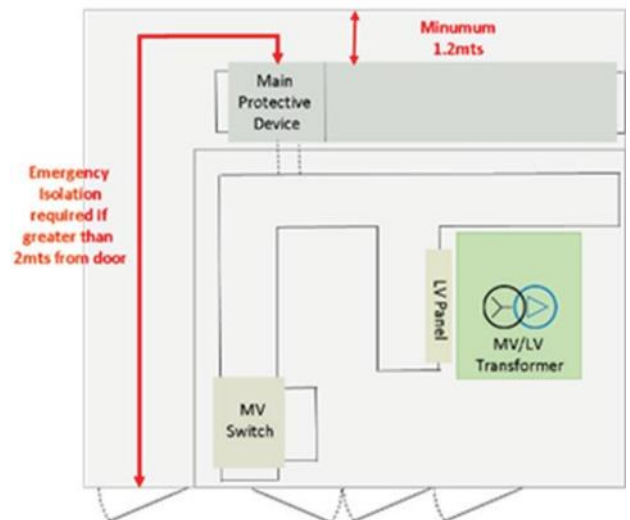 Minumum
1.2mts
Main
Protective
Device
Emergency
Isolation
required if
greater than
2mts from door
LV Panel
MV/LV
Transformer
MV
Switch